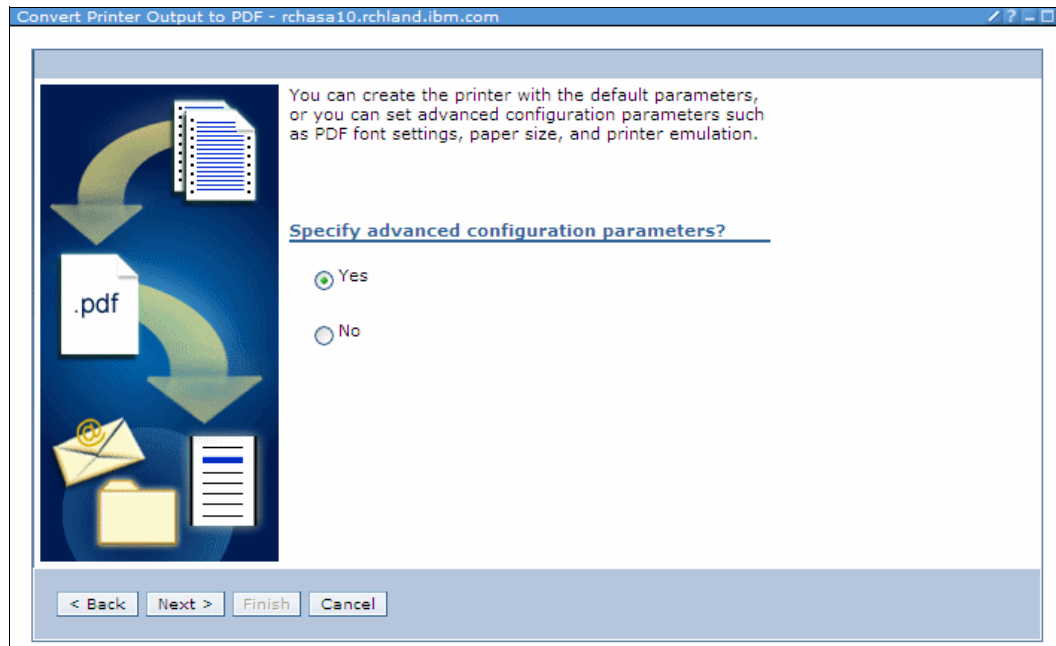 Convert Printer Output to PDF - rchasa10.rchland.ibm.com
You can create the printer with the default parameters,
or you can set advanced configuration parameters such
as PDF font settings, paper size, and printer emulation.
Specify advanced configuration parameters?
Yes
No
.pdf
@
< Back Next > Finish Cancel